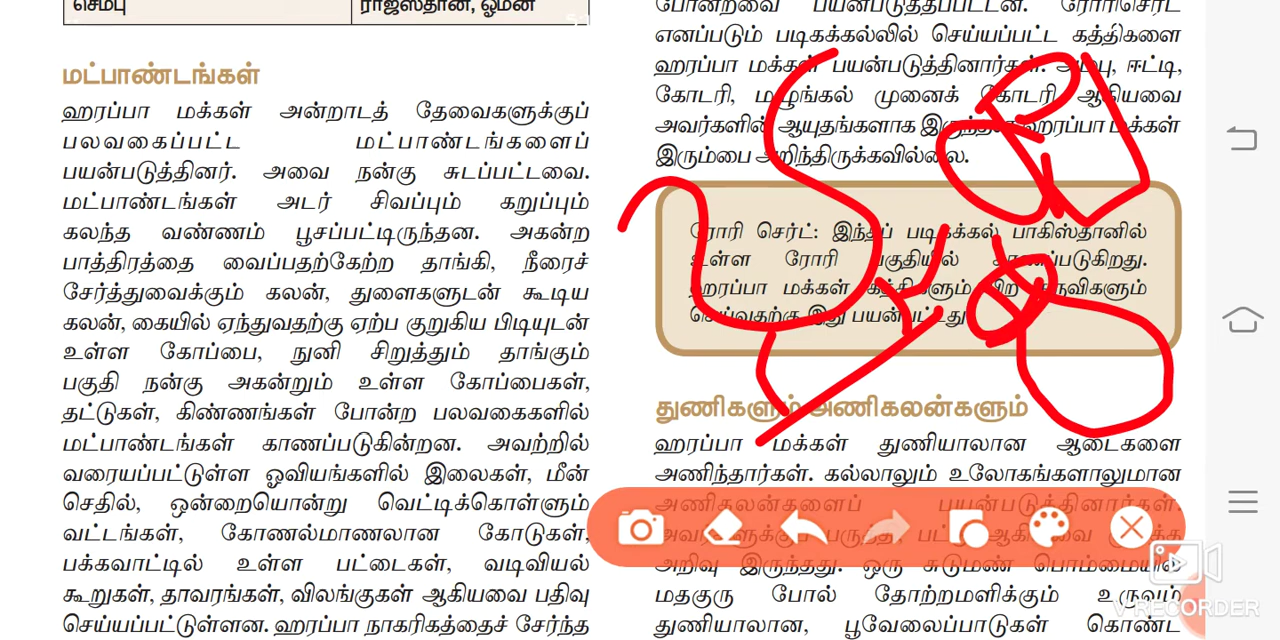 செம்பு
ராஜஸ்தான், ஓமன்
மட்பாண்டங்கள்
ஹரப்பா மக்கள் அன்றாடத் தேவைகளுக்குப்
பலவகைப்பட்ட மட்பாண்டங்களைப்
பயன்படுத்தினர். அவை நன்கு சுடப்பட்டவை.
மட்பாண்டங்கள் அடர் சிவப்பும் கறுப்பும்
கலந்த வண்ணம் பூசப்பட்டிருந்தன. அகன்ற
பாத்திரத்தை வைப்பதற்கேற்ற தாங்கி, நீரைச்
சேர்த்துவைக்கும் கலன், துளைகளுடன் கூடிய
கலன், கையில் ஏந்துவதற்கு ஏற்ப குறுகிய பிடியுடன்
உள்ள கோப்பை, நுனி சிறுத்தும் தாங்கும்
பகுதி நன்கு அகன்றும் உள்ள கோப்பைகள்,
தட்டுகள், கிண்ணங்கள் போன்ற பலவகைகளில்
மட்பாண்டங்கள் காணப்படுகின்றன. அவற்றில்
வரையப்பட்டுள்ள ஓவியங்களில் இலைகள், மீன்
செதில், ஒன்றையொன்று வெட்டிக்கொள்ளும்
வட்டங்கள், கோணல்மாணலான கோடுகள்,
பக்கவாட்டில் உள்ள பட்டைகள், வடிவியல்
கூறுகள், தாவரங்கள், விலங்குகள் ஆகியவை பதிவு
செய்யப்பட்டுள்ளன. ஹரப்பா நாகரிகத்தைச் சேர்ந்த
போன்றவை பயன்படுத்தப்பட்டன. ரோரிசெர்ட்
எனப்படும் படிகக்கல்லில் செய்யப்பட்ட கத்திகளை
ஹரப்பா மக்கள் பயன்படுத்தினார்கள். அம்பு, ஈட்டி,
கோடரி, மழுங்கல் முனைக் கோடரி ஆகியவை
அவர்களில் ஆயுதங்களாக இருந்தன. ஹரப்பா மக்கள்
இரும்பை அறிந்திருக்கவில்லை.
ரோரி செர்ட்: இந்தப் படிகக்கல் பாகிஸ்தானில்
உள்ள ரோரி பகுதியில் காணப்படுகிறது.
ஹரப்பா மக்கள் கத்திகளும் பிற கருவிகளும்
செய்வதற்கு இது பயன்பட்டது
துணிகளும் அணிகலன்களும்
ஹரப்பா மக்கள் துணியாலான ஆடைகளை
அணிந்தார்கள். கல்லாலும் உலோகங்களாலுமான
அணிகலன்களைப் பயன்படுத்தினார்கள்.
பருத்தி, பட்டு
அறிவு இருந்தது. ஒரு சுடுமண் பொம்மையில்
மதகுரு போல் தோற்றமளிக்கும் உருவம்
துணியாலான, பூவேலைப்பாடுகள் கொண்ட
V RECORDER